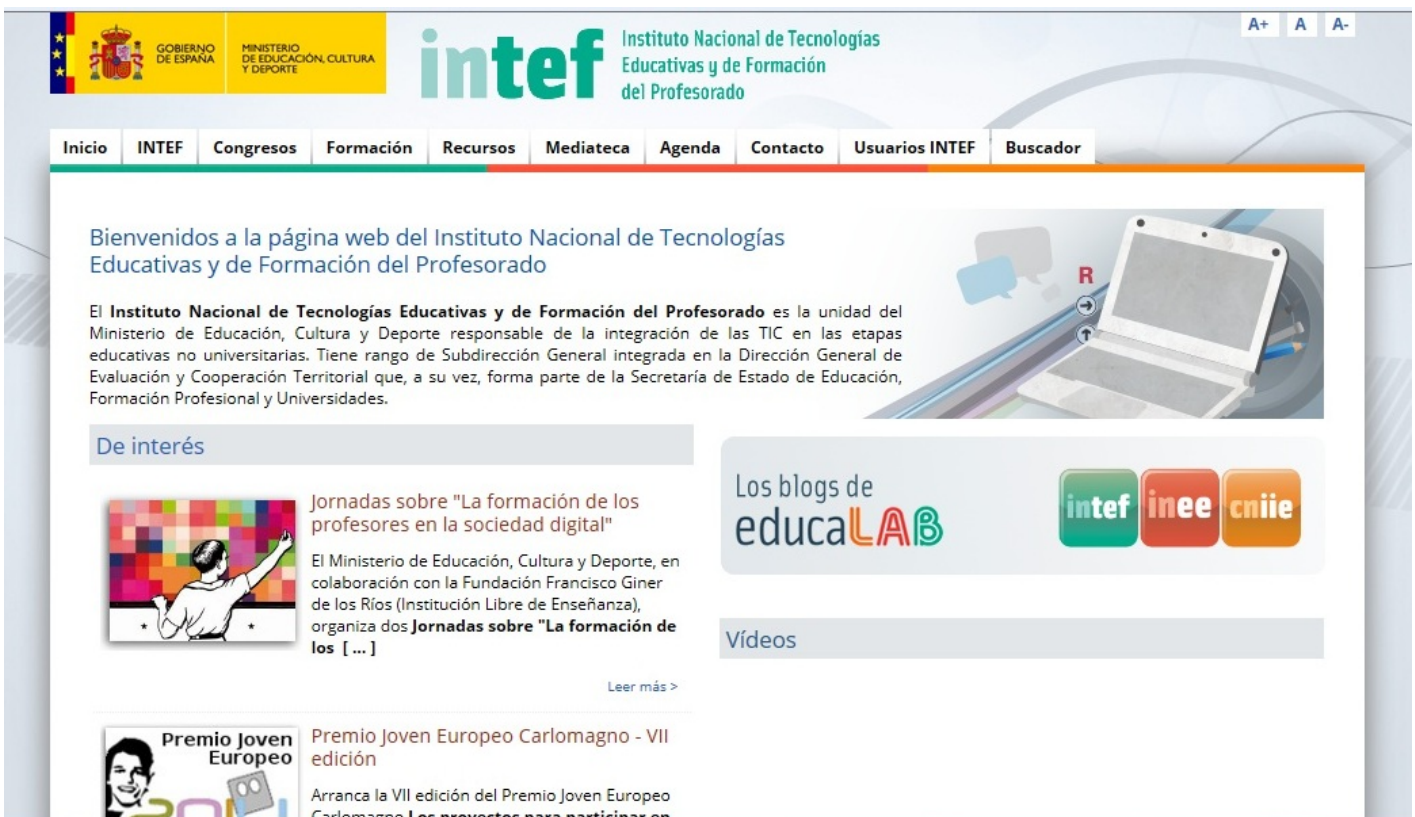 GOBIERNO
DE ESPAÑA
MINISTERIO
DE EDUCACIÓN, CULTURA
Y DEPORTE
intef
Instituto Nacional de Tecnologías
Educativas y de Formación
del Profesorado
A+ A A-
Inicio INTEF Congresos Formación Recursos Mediateca Agenda Contacto Usuarios INTEF Buscador
Bienvenidos a la página web del Instituto Nacional de Tecnologías
Educativas y de Formación del Profesorado
El Instituto Nacional de Tecnologías Educativas y de Formación del Profesorado es la unidad del
Ministerio de Educación, Cultura y Deporte responsable de la integración de las TIC en las etapas
educativas no universitarias. Tiene rango de Subdirección General integrada en la Dirección General de
Evaluación y Cooperación Territorial que, a su vez, forma parte de la Secretaría de Estado de Educación,
Formación Profesional y Universidades.
R
De interés
Jornadas sobre "La formación de los
profesores en la sociedad digital"
El Ministerio de Educación, Cultura y Deporte, en
colaboración con la Fundación Francisco Giner
de los Ríos (Institución Libre de Enseñanza),
organiza dos Jornadas sobre "La formación de
los [ ... ]
Leer más >
Premio Joven
Europeo
2014
Premio Joven Europeo Carlomagno - VII
edición
Arranca la VII edición del Premio Joven Europeo
Carlomagno Los proyectos para participar en
Los blogs de
educaLAB
intef inee cniie
Vídeos